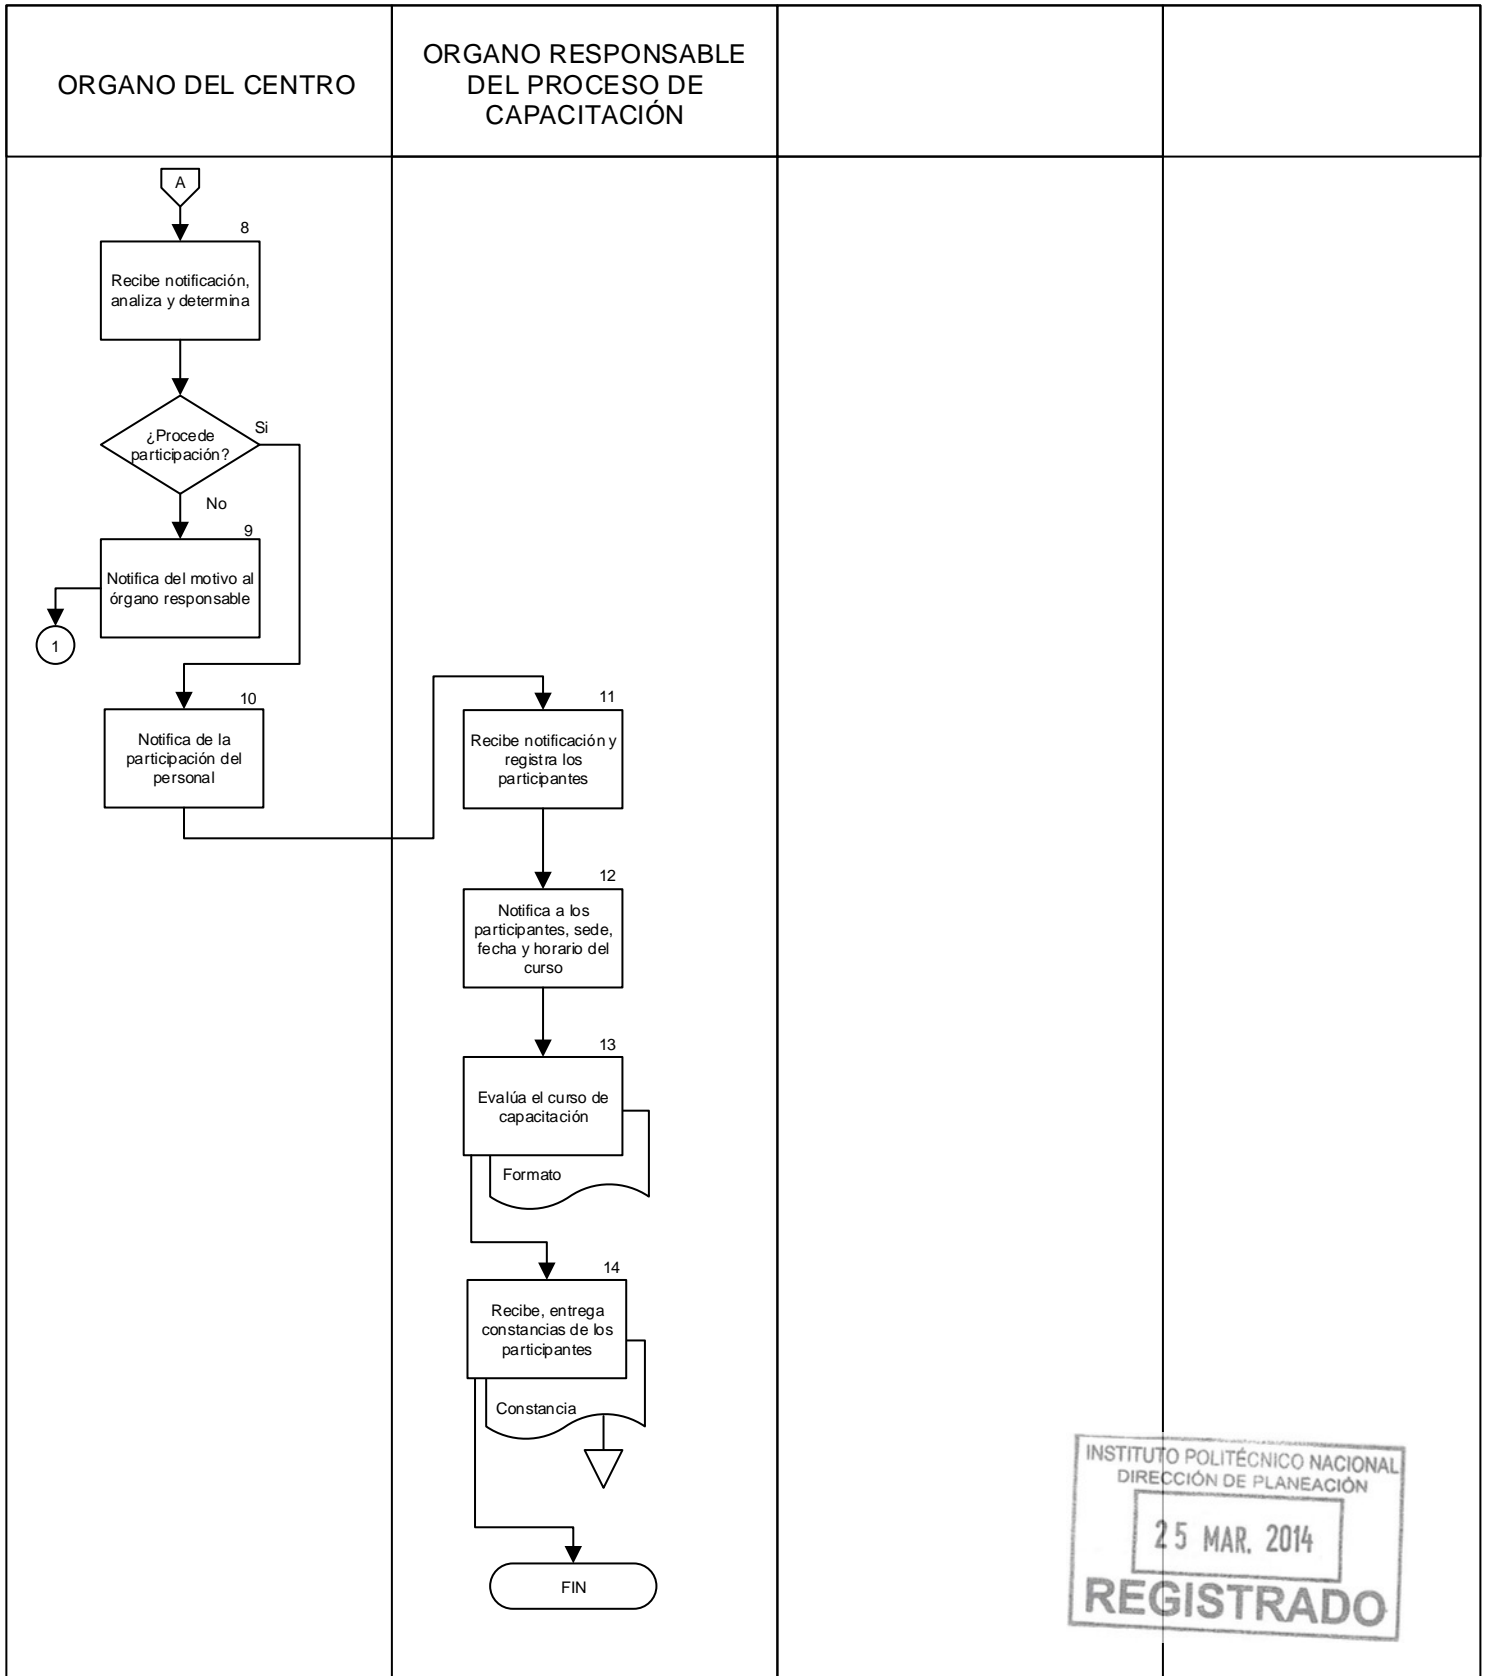 ORGANO DEL CENTRO
ORGANO RESPONSABLE
DEL PROCESO DE
CAPACITACIÓN
A
8
Recibe notificación,
analiza y determina
¿Procede
participación?
Si
No
9
Notifica del motivo al
órgano responsable
1
10
Notifica de la
participación del
personal
11
Recibe notificación y
registra los
participantes
12
Notifica a los
participantes, sede,
fecha y horario del
curso
13
Evalúa el curso de
capacitación
Formato
14
Recibe, entrega
constancias de los
participantes
Constancia
FIN
INSTITUTO POLITÉCNICO NACIONAL
DIRECCIÓN DE PLANEACIÓN
25 MAR. 2014
REGISTRADO